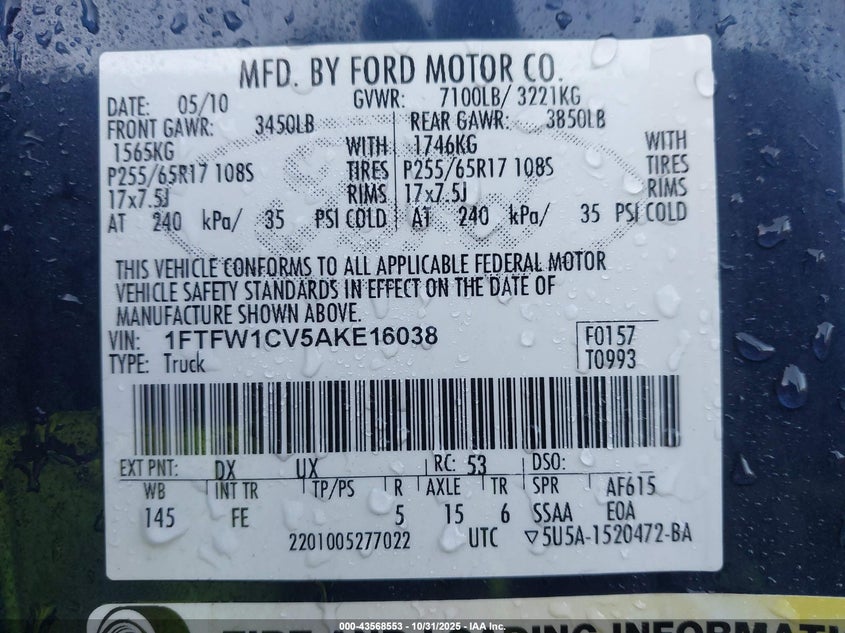 MFD. BY FORD MOTOR CO.
DATE: 05/10 GVWR: 7100LB/ 3221KG
FRONT GAWR: 3450LB REAR GAWR: 3850LB
1565KG WITH 1746KG WITH
P255/65R17 108S TIRES P255/65R17 108S TIRES
17x7.5J RIMS 17x7.5J RIMS
AT 240 kPa/ 35 PSI COLD AT 240 kPa/ 35 PSI COLD
THIS VEHICLE CONFORMS TO ALL APPLICABLE FEDERAL MOTOR
VEHICLE SAFETY STANDARDS IN EFFECT ON THE DATE OF
MANUFACTURE SHOWN ABOVE.
VIN: 1FTFW1CV5AKE16038 F0157
TYPE: Truck T0993
EXT PNT: DX UX RC: 53 DSO:
WB INT TR TP/PS R AXLE TR SPR AF615
145 FE 5 15 6 SSAA EOA
2201005277022 UTC ▽5U5A-1520472-BA
INFORMATI
000-43568553 | 10/31/2025 | IAA Inc.